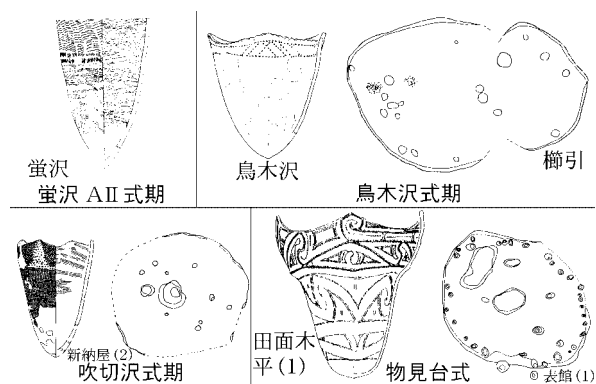 蛍沢
蛍沢 AⅡ 式期
鳥木沢
櫛引
鳥木沢式期
新納屋(2)
吹切沢式期
田面木
平(1)
物見台式
表館(1)